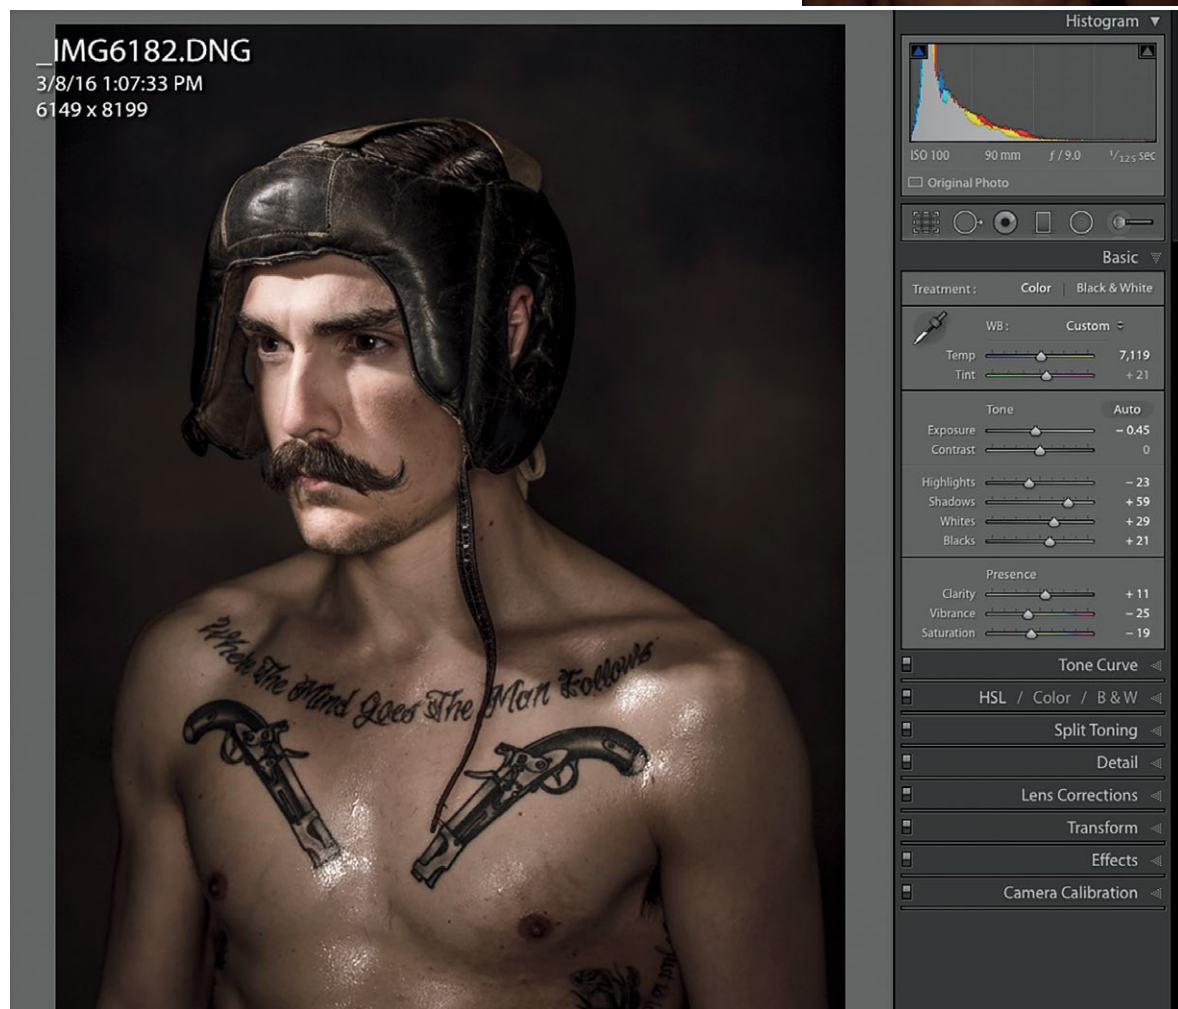 _IMG6182.DNG
3/8/16 1:07:33 PM
6149 x 8199
When The Mind Goes The Man Follows
Histogram
ISO 100 90 mm ƒ / 9.0 1/125 sec
Original Photo
Basic
Treatment : Color Black & White
WB : Custom
Temp 7,119
Tint + 21
Tone Auto
Exposure – 0.45
Contrast 0
Highlights – 23
Shadows + 59
Whites + 29
Blacks + 21
Presence
Clarity + 11
Vibrance – 25
Saturation – 19
Tone Curve
HSL / Color / B & W
Split Toning
Detail
Lens Corrections
Transform
Effects
Camera Calibration